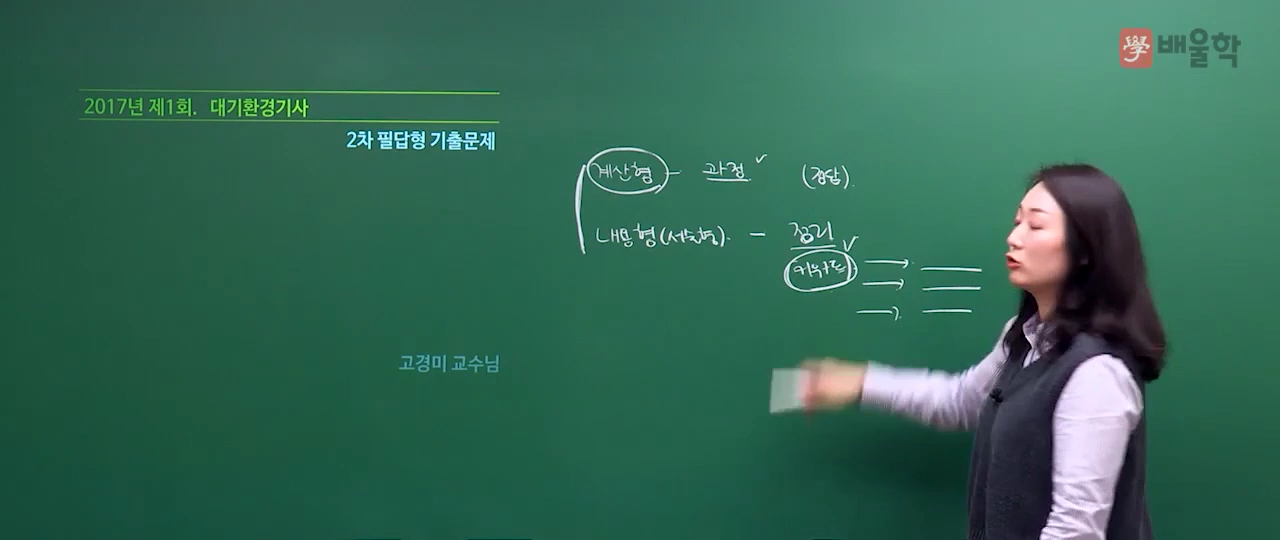 學 배울학
2017년 제1회. 대기환경기사
2차 필답형 기출문제
계산형 - 과정 ✓ (정답).
내용형(서술형). - 정리
키워드 ✓
고경미 교수님